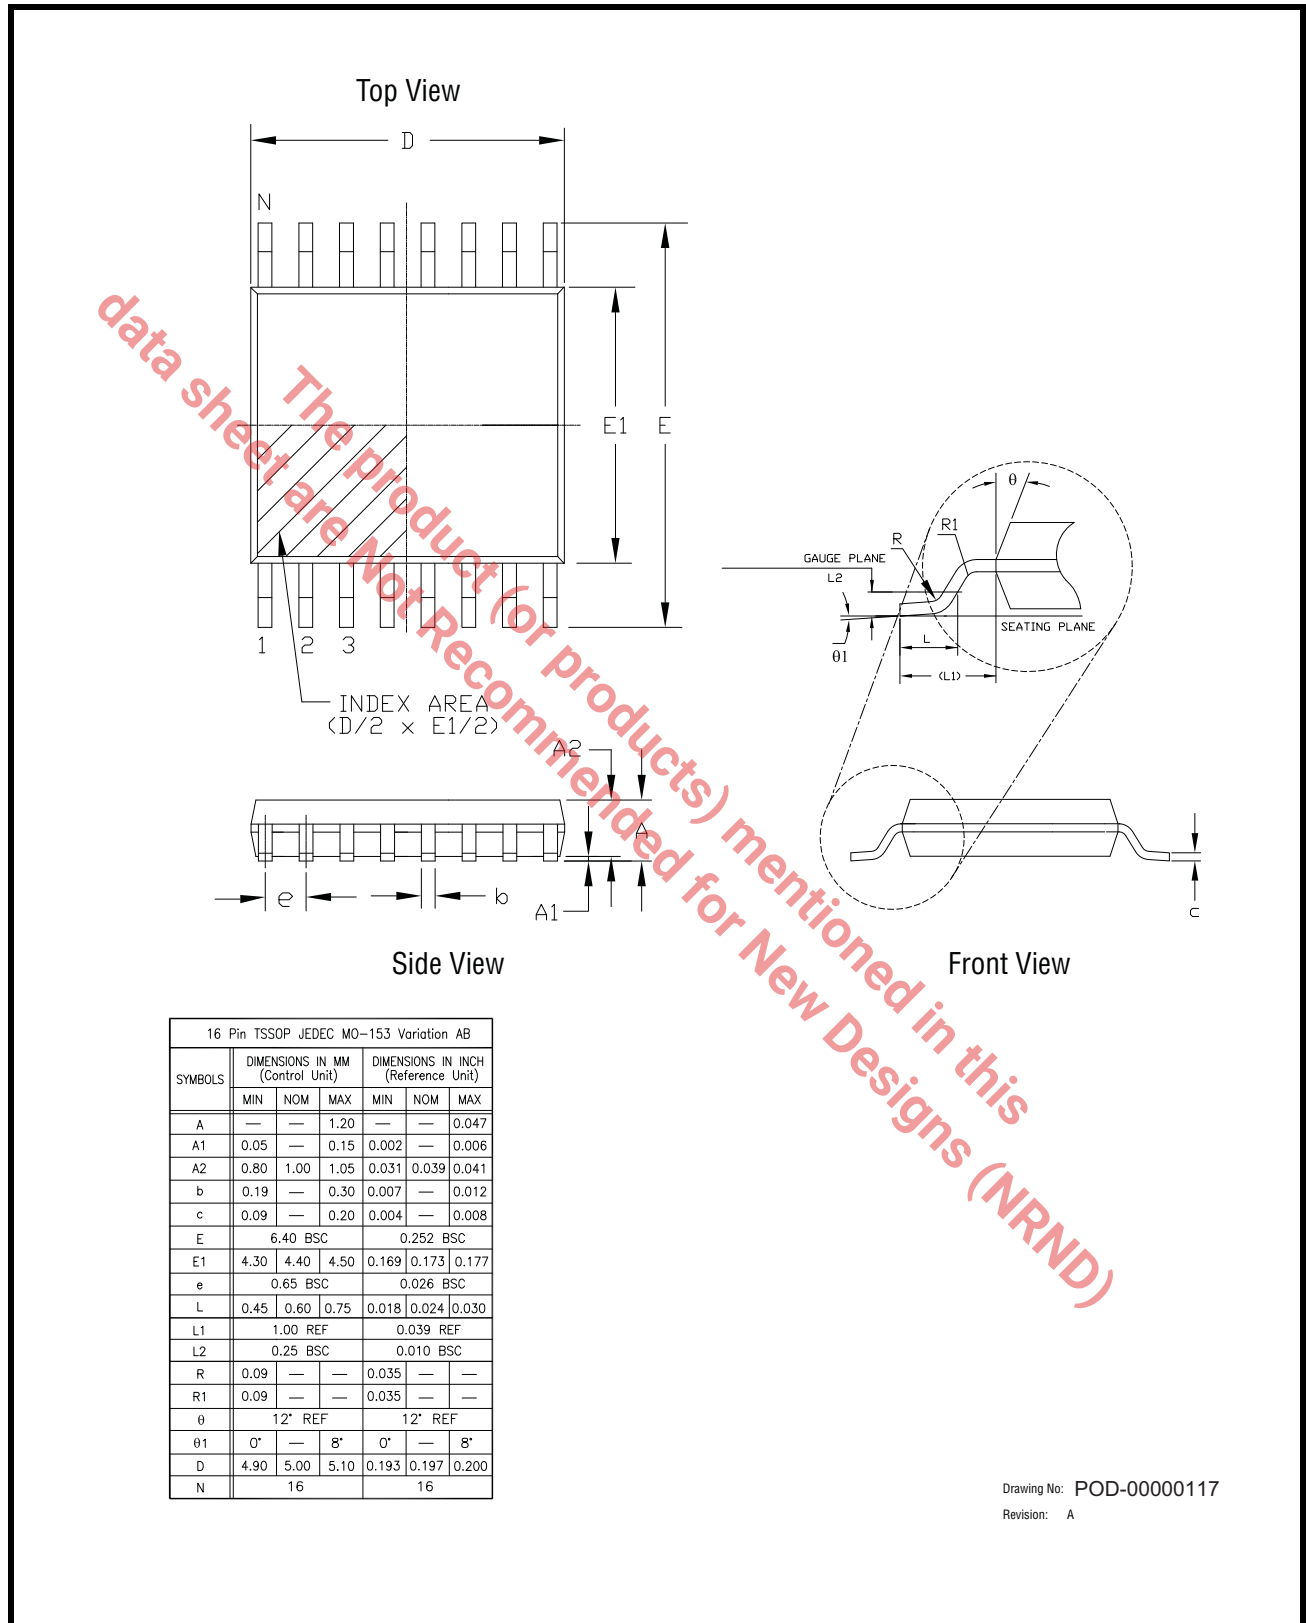 Top View
D
N
E1
E
1 2 3
INDEX AREA
(D/2 x E1/2)
θ
R1
R
GAUGE PLANE
L2
SEATING PLANE
L
θ1
(L1)
A2
A
e
b
A1
c
Side View
Front View
The product (or products) mentioned in this
data sheet are Not Recommended for New Designs (NRND)
16 Pin TSSOP JEDEC MO-153 Variation AB
SYMBOLS DIMENSIONS IN MM (Control Unit) DIMENSIONS IN INCH (Reference Unit)
MIN NOM MAX MIN NOM MAX
A — — 1.20 — — 0.047
A1 0.05 — 0.15 0.002 — 0.006
A2 0.80 1.00 1.05 0.031 0.039 0.041
b 0.19 — 0.30 0.007 — 0.012
c 0.09 — 0.20 0.004 — 0.008
E 6.40 BSC 0.252 BSC
E1 4.30 4.40 4.50 0.169 0.173 0.177
e 0.65 BSC 0.026 BSC
L 0.45 0.60 0.75 0.018 0.024 0.030
L1 1.00 REF 0.039 REF
L2 0.25 BSC 0.010 BSC
R 0.09 — — 0.035 — —
R1 0.09 — — 0.035 — —
θ 12° REF 12° REF
θ1 0° — 8° 0° — 8°
D 4.90 5.00 5.10 0.193 0.197 0.200
N 16 16
Drawing No: POD-00000117
Revision: A